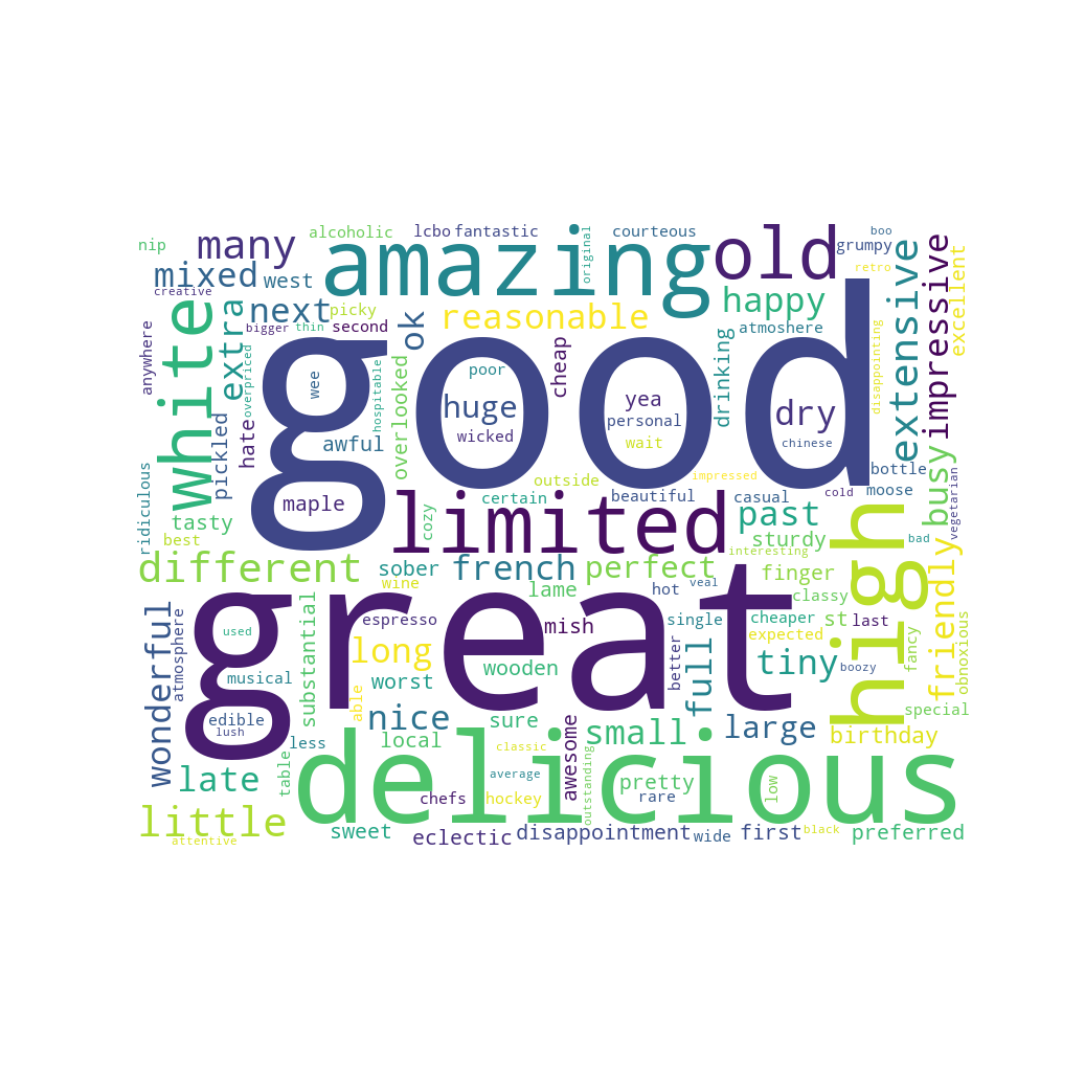 nip
many
alcoholic
lcbo
fantastic
amazing
original
courteous
old
boo
grumpy
retro
impressive
excellent
mixed
west
creative
next
picky
bigger
thin
second
ok
reasonable
happy
atmoshere
extensive
anywhere
white
extra
overpriced
hate
pickled
hospitable
wee
good
overlooked
awful
poor
huge
wicked
cheap
yea
personal
wait
drinking
dry
chinese
disappointing
busy
ridiculous
tasty
best
maple
cozy
limited
certain
outside
beautiful
impressed
casual
cold
bottle
moose
vegetarian
past
sturdy
bad
high
different
sober
wine
french
perfect
lame
interesting
hot
veal
finger
classy
friendly
obnoxious
wonderful
atmosphere
used
musical
substantial
great
espresso
long
able
worst
mish
wooden
single
better
full
cheaper
expected
st
last
tiny
boozy
fancy
special
edible
lush
less
nice
sure
small
large
birthday
late
table
local
delicious
classic
average
awesome
outstanding
pretty
rare
low
chefs
hockey
little
attentive
sweet
eclectic
disappointment
wide
first
black
preferred